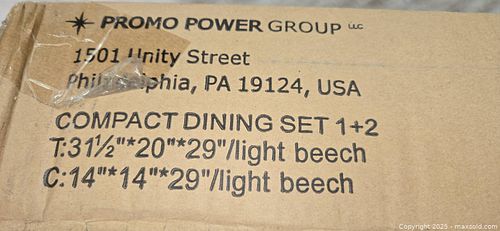 PROMO POWER GROUP LLC
1501 Unity Street
Philadelphia, PA 19124, USA
COMPACT DINING SET 1+2
T:31½"*20"*29"/light beech
C:14"*14"*29"/light beech
Copyright © 2025 - maxsold.com